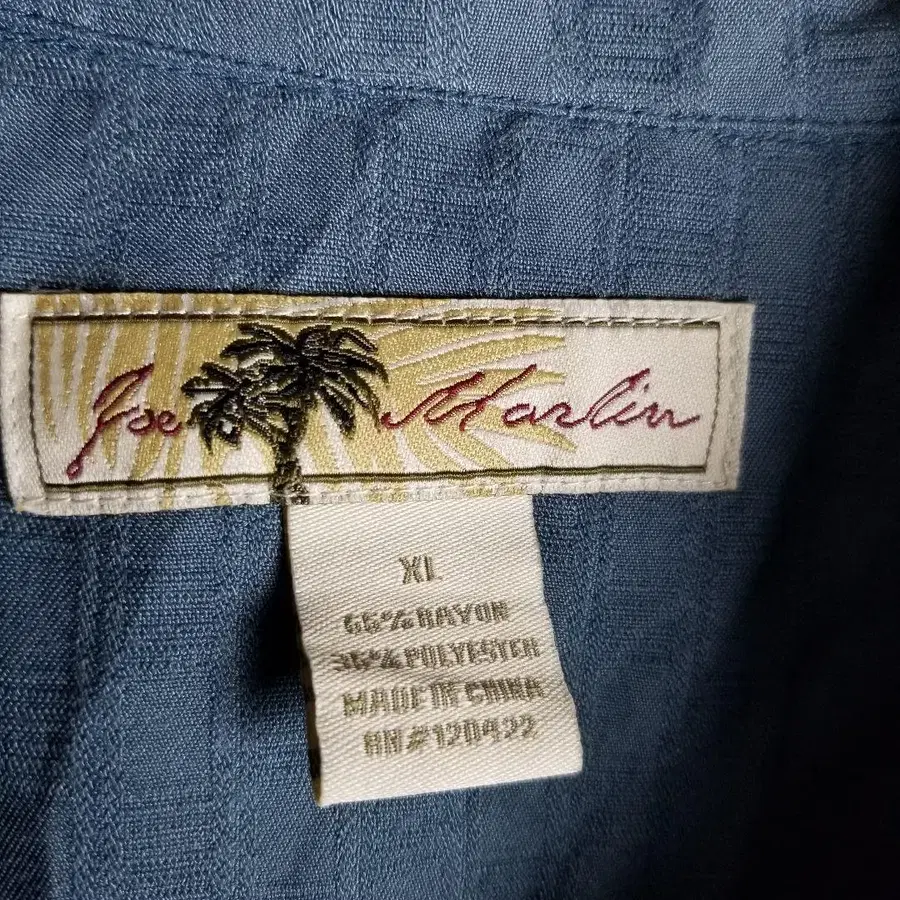 Joe Marlin
XL
65% RAYON
35% POLYESTER
MADE IN CHINA
RN#120422